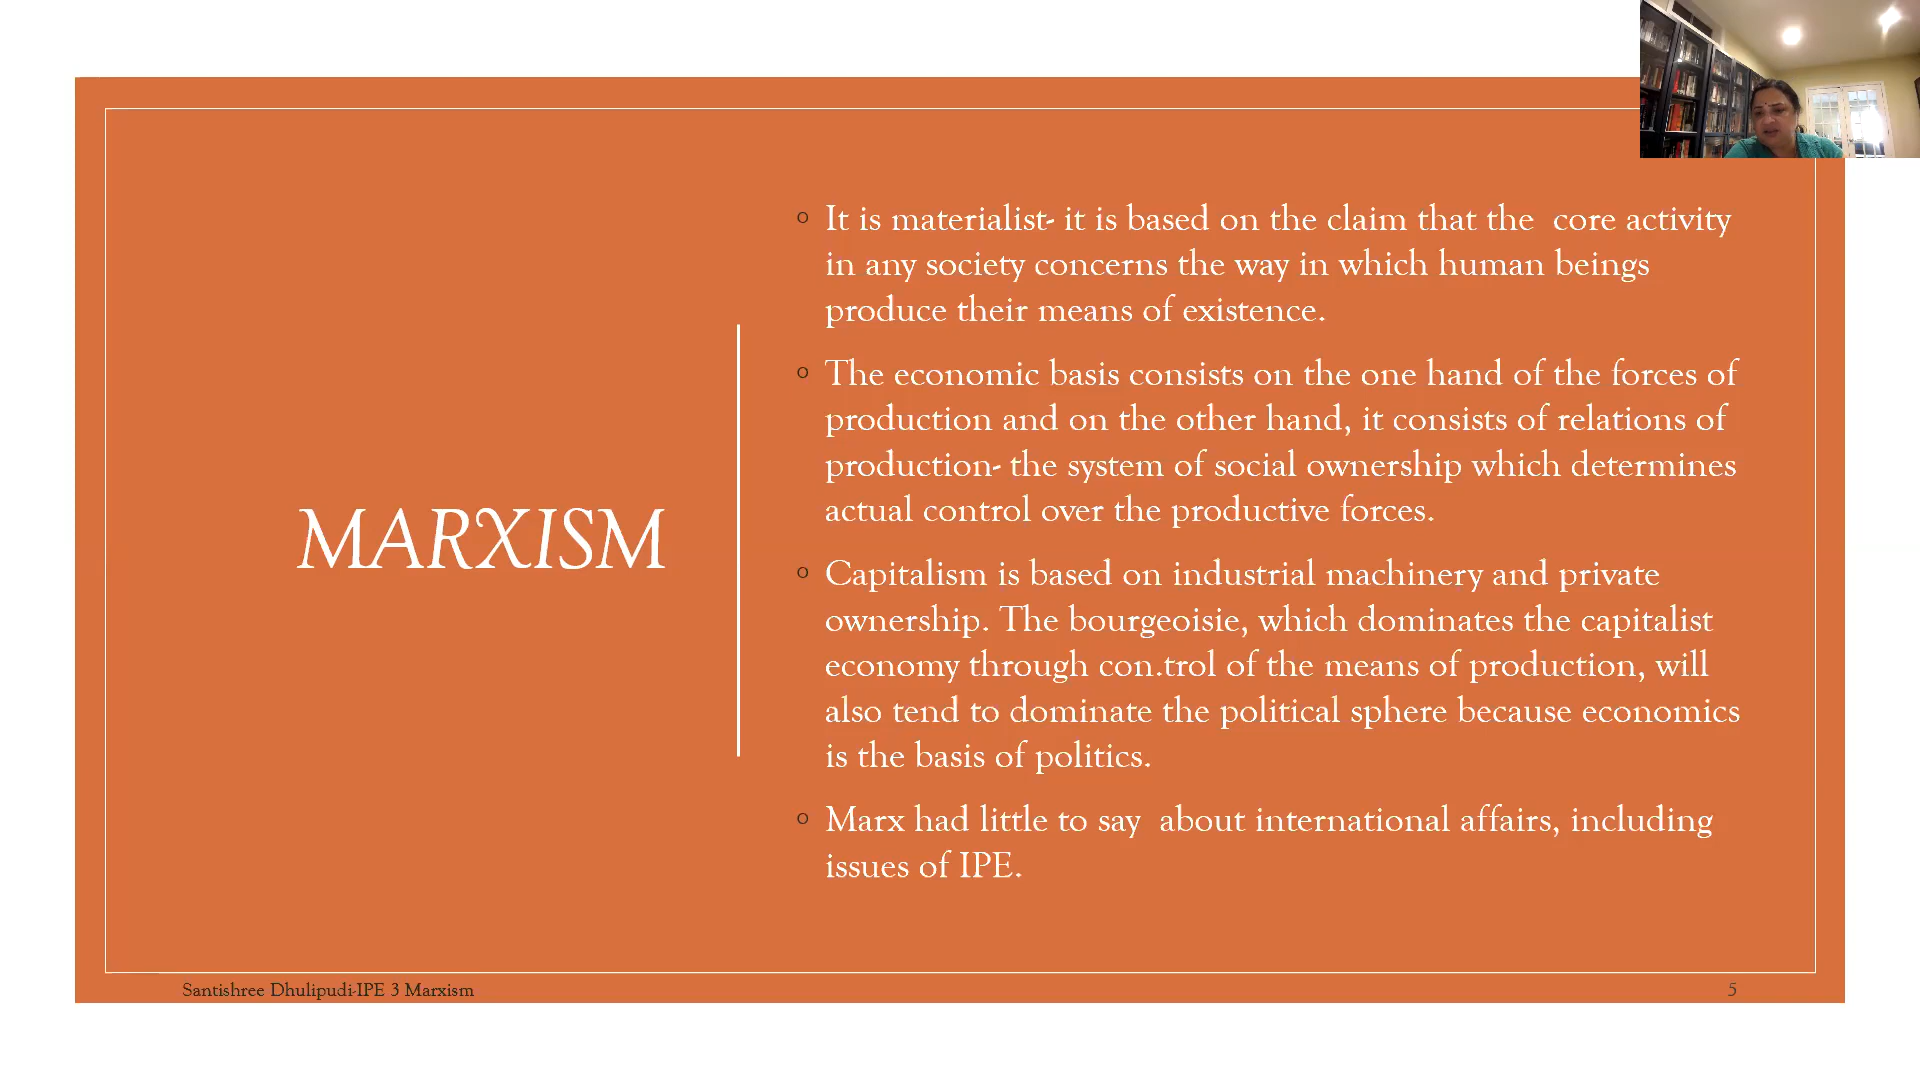 MARXISM
It is materialist- it is based on the claim that the core activity
in any society concerns the way in which human beings
produce their means of existence.
The economic basis consists on the one hand of the forces of
production and on the other hand, it consists of relations of
production- the system of social ownership which determines
actual control over the productive forces.
Capitalism is based on industrial machinery and private
ownership. The bourgeoisie, which dominates the capitalist
economy through con.trol of the means of production, will
also tend to dominate the political sphere because economics
is the basis of politics.
Marx had little to say about international affairs, including
issues of IPE.
Santishree Dhulipudi-IPE 3 Marxism
5